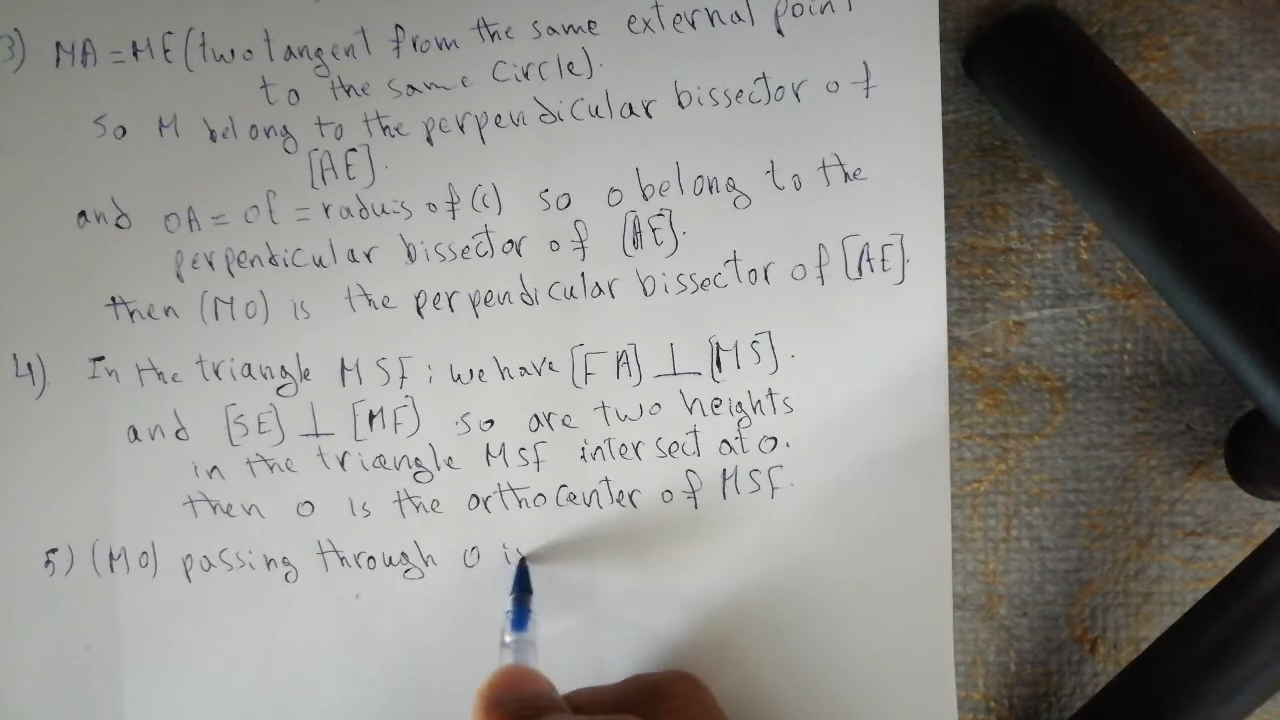 3) MA = ME (two tangent from the same external point
to the same circle).
so M belong to the perpendicular bissector of
[AE].
and OA = OE = raduis of (C) so O belong to the
perpendicular bissector of [AE].
then (MO) is the perpendicular bissector of [AE].
4) In the triangle MSF; we have [FA] ⊥ [MS].
and [SE] ⊥ [MF) so are two heights
in the triangle MSF intersect at O.
then O is the orthocenter of MSF.
5) (MO) passing through O is